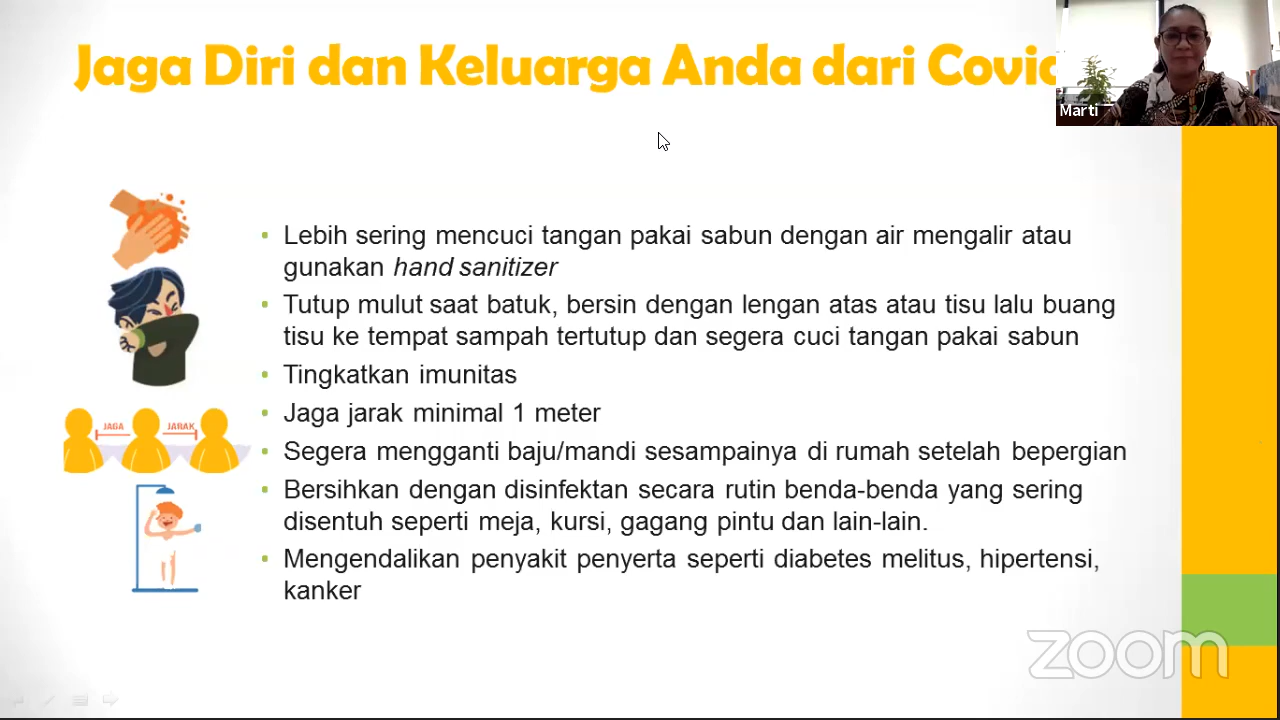 Jaga Diri dan Keluarga Anda dari Covid
Marti
Lebih sering mencuci tangan pakai sabun dengan air mengalir atau
gunakan hand sanitizer
Tutup mulut saat batuk, bersin dengan lengan atas atau tisu lalu buang
tisu ke tempat sampah tertutup dan segera cuci tangan pakai sabun
Tingkatkan imunitas
JAGA JARAK
Jaga jarak minimal 1 meter
Segera mengganti baju/mandi sesampainya di rumah setelah bepergian
Bersihkan dengan disinfektan secara rutin benda-benda yang sering
disentuh seperti meja, kursi, gagang pintu dan lain-lain.
Mengendalikan penyakit penyerta seperti diabetes melitus, hipertensi,
kanker
zoom